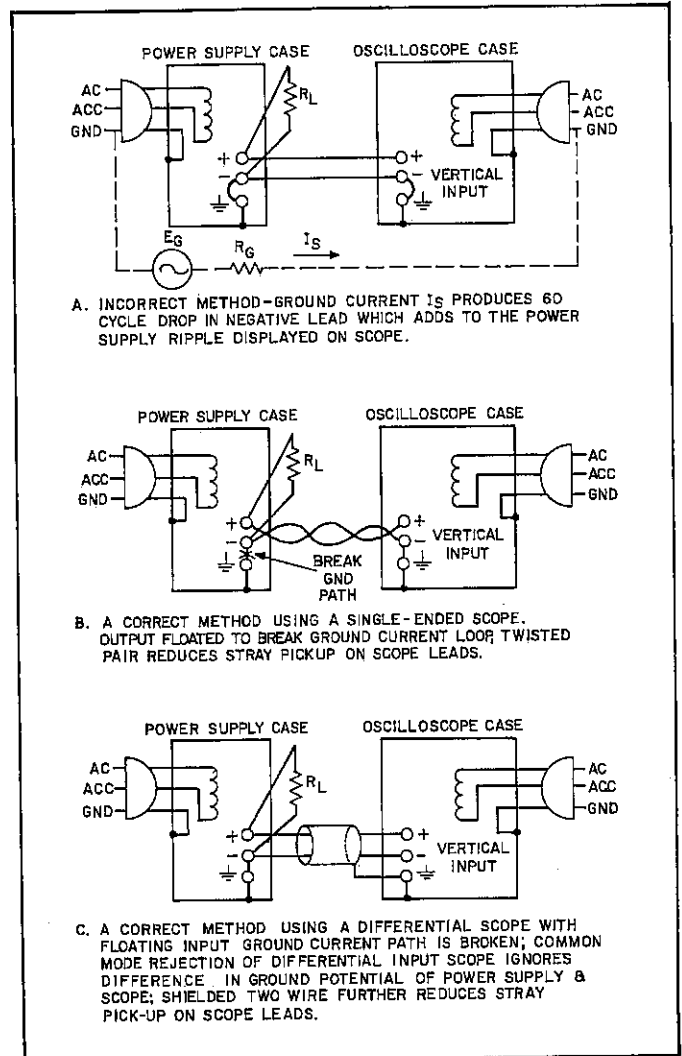 POWER SUPPLY CASE OSCILLOSCOPE CASE
AC
ACC
GND
RL
AC
ACC
GND
+ +
- - VERTICAL
INPUT
EG RG IS
A. INCORRECT METHOD-GROUND CURRENT IS PRODUCES 60
CYCLE DROP IN NEGATIVE LEAD WHICH ADDS TO THE POWER
SUPPLY RIPPLE DISPLAYED ON SCOPE.
POWER SUPPLY CASE OSCILLOSCOPE CASE
AC
ACC
GND
RL
AC
ACC
GND
+ +
- - VERTICAL
INPUT
BREAK
GND
PATH
B. A CORRECT METHOD USING A SINGLE-ENDED SCOPE.
OUTPUT FLOATED TO BREAK GROUND CURRENT LOOP, TWISTED
PAIR REDUCES STRAY PICKUP ON SCOPE LEADS.
POWER SUPPLY CASE OSCILLOSCOPE CASE
AC
ACC
GND
RL
AC
ACC
GND
+ +
- - VERTICAL
INPUT
C. A CORRECT METHOD USING A DIFFERENTIAL SCOPE WITH
FLOATING INPUT GROUND CURRENT PATH IS BROKEN; COMMON
MODE REJECTION OF DIFFERENTIAL INPUT SCOPE IGNORES
DIFFERENCE IN GROUND POTENTIAL OF POWER SUPPLY &
SCOPE; SHIELDED TWO WIRE FURTHER REDUCES STRAY
PICK-UP ON SCOPE LEADS.